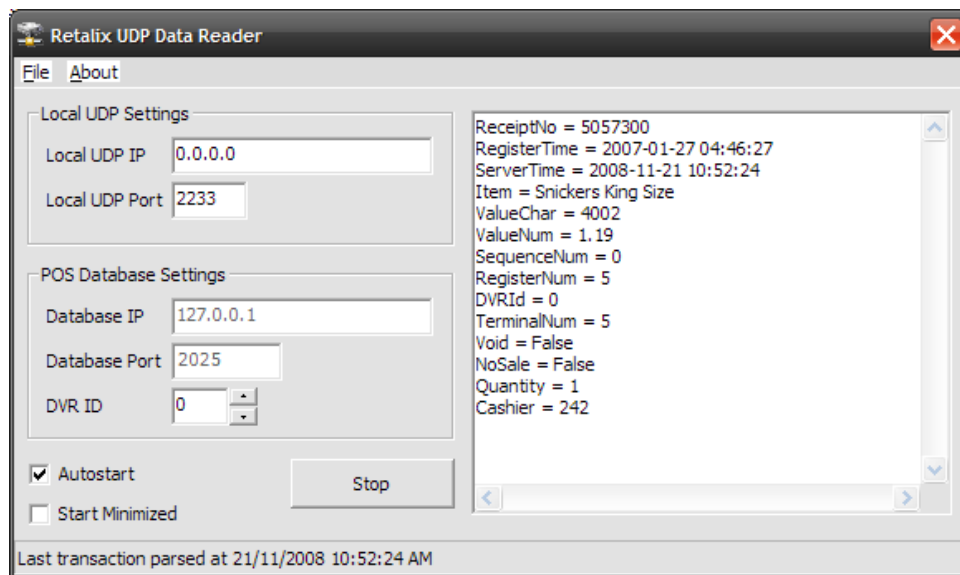 Retalix UDP Data Reader
File About
Local UDP Settings
Local UDP IP 0.0.0.0
Local UDP Port 2233
POS Database Settings
Database IP 127.0.0.1
Database Port 2025
DVR ID 0
Autostart
Start Minimized
Stop
ReceiptNo = 5057300
RegisterTime = 2007-01-27 04:46:27
ServerTime = 2008-11-21 10:52:24
Item = Snickers King Size
ValueChar = 4002
ValueNum = 1.19
SequenceNum = 0
RegisterNum = 5
DVRId = 0
TerminalNum = 5
Void = False
NoSale = False
Quantity = 1
Cashier = 242
Last transaction parsed at 21/11/2008 10:52:24 AM